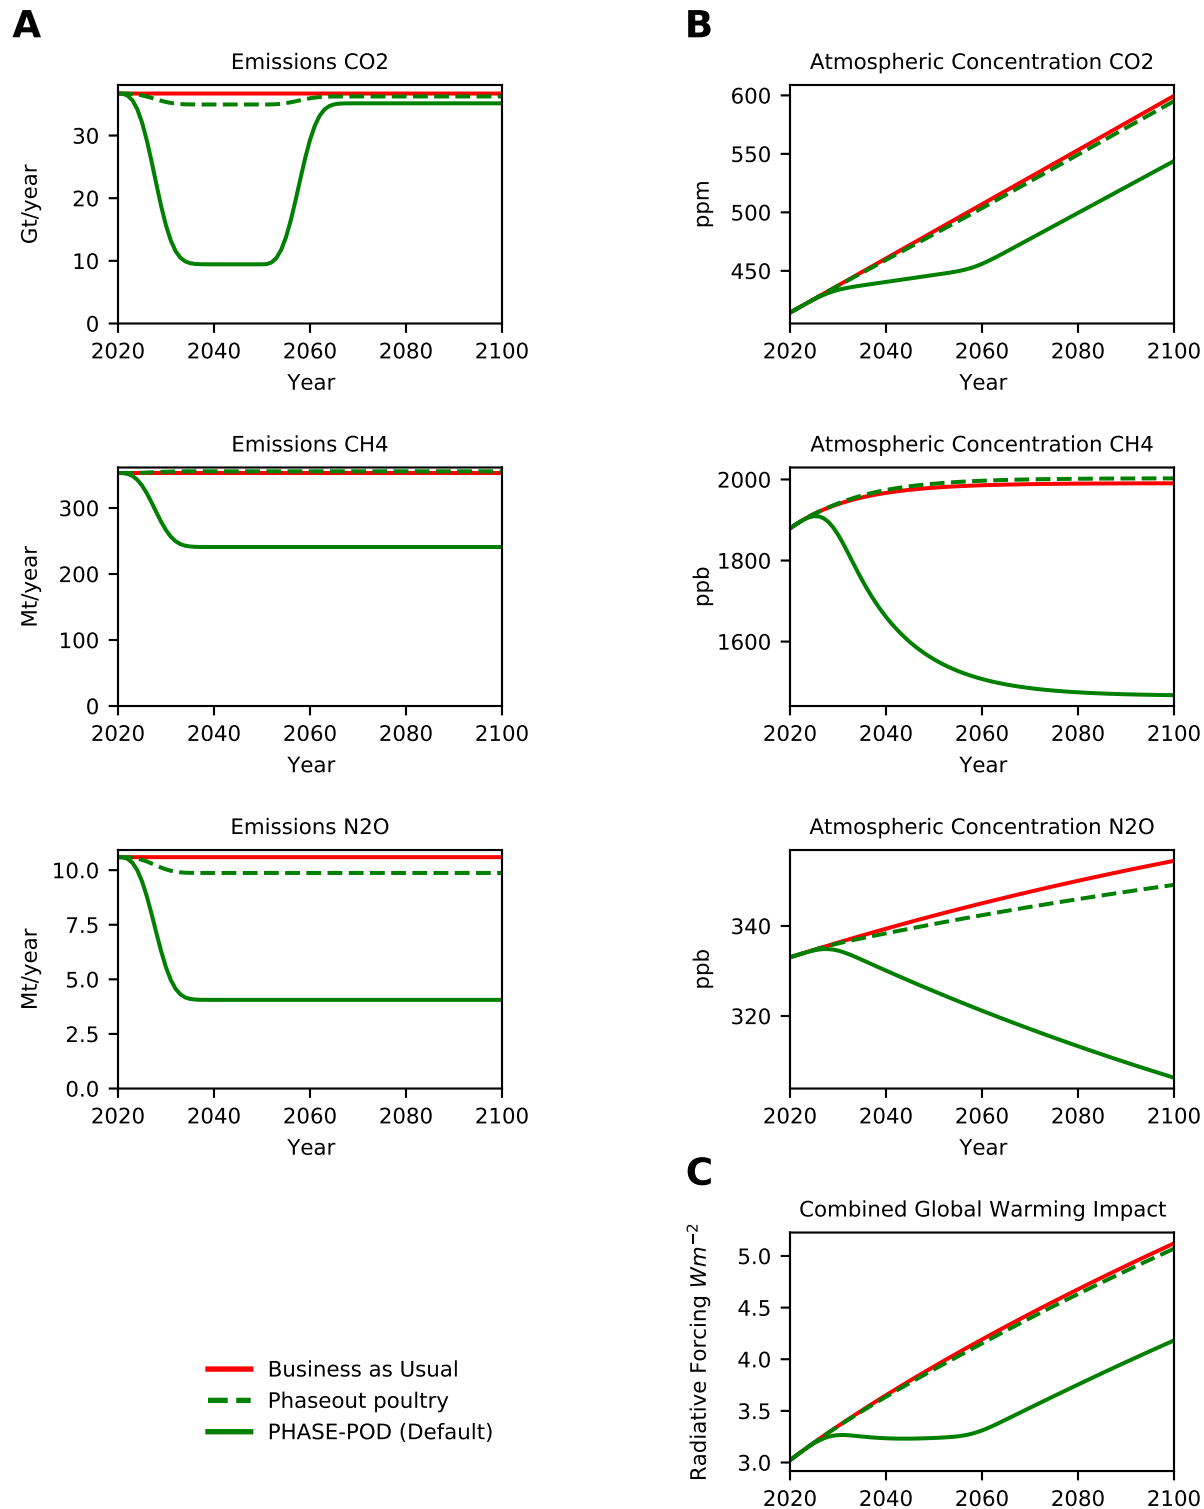 A
B
Emissions CO2
Gt/year
30
20
10
0
2020 2040 2060 2080 2100
Year
Atmospheric Concentration CO2
ppm
600
550
500
450
2020 2040 2060 2080 2100
Year
Emissions CH4
Mt/year
300
200
100
0
2020 2040 2060 2080 2100
Year
Atmospheric Concentration CH4
ppb
2000
1800
1600
2020 2040 2060 2080 2100
Year
Emissions N2O
Mt/year
10.0
7.5
5.0
2.5
0.0
2020 2040 2060 2080 2100
Year
Atmospheric Concentration N2O
ppb
340
320
2020 2040 2060 2080 2100
Year
C
Combined Global Warming Impact
Radiative Forcing Wm⁻²
5.0
4.5
4.0
3.5
3.0
2020 2040 2060 2080 2100
Business as Usual
Phaseout poultry
PHASE-POD (Default)